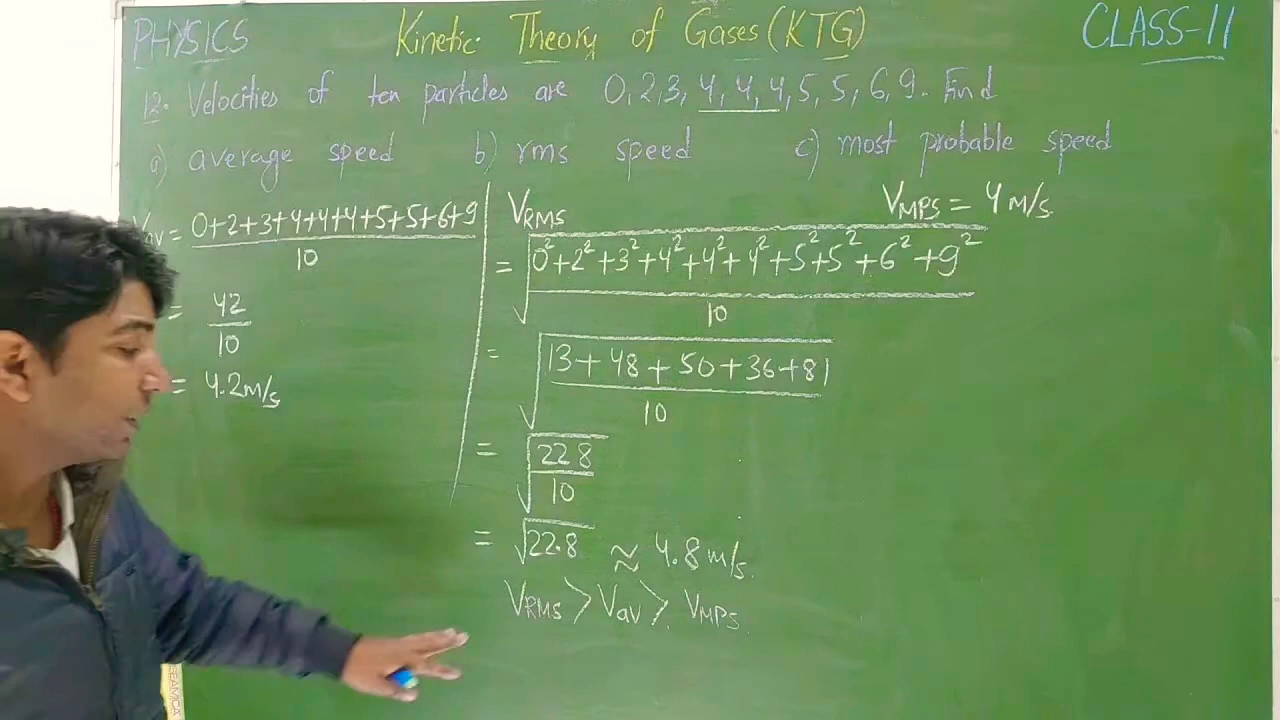 PHYSICS Kinetic Theory of Gases (KTG) CLASS-11
12. Velocities of ten particles are 0, 2, 3, 4, 4, 4, 5, 5, 6, 9. Find
a) average speed b) rms speed c) most probable speed
av = 0+2+3+4+4+4+5+5+6+9 / 10
= 42 / 10
= 4.2 m/s
VRMS
= √(0²+2²+3²+4²+4²+4²+5²+5²+6²+9² / 10)
= √(13+48+50+36+81 / 10)
= √(228 / 10)
= √22.8 ≈ 4.8 m/s.
VRMS > Vav > VMPS
VMPS = 4 m/s.